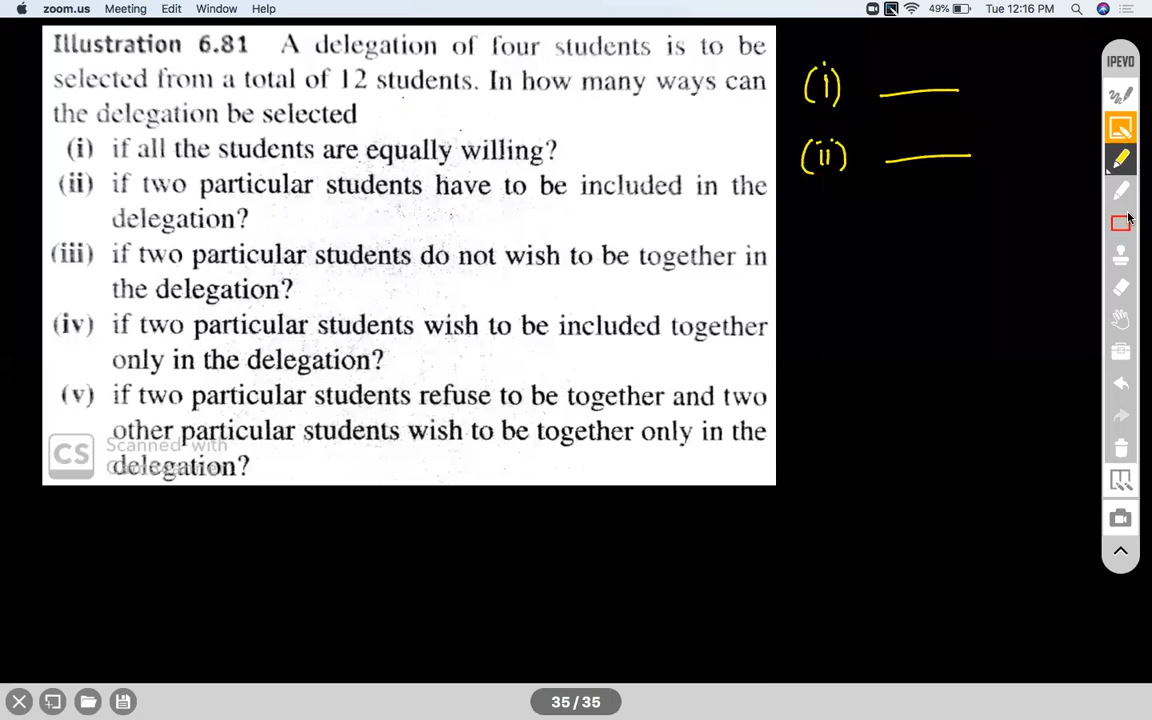 zoom.us Meeting Edit Window Help 49% Tue 12:16 PM
Illustration 6.81 A delegation of four students is to be
selected from a total of 12 students. In how many ways can
the delegation be selected
(i) if all the students are equally willing?
(ii) if two particular students have to be included in the
delegation?
(iii) if two particular students do not wish to be together in
the delegation?
(iv) if two particular students wish to be included together
only in the delegation?
(v) if two particular students refuse to be together and two
other particular students wish to be together only in the
delegation?
CS Scanned with
(i)
(ii)
IPEVO
35/35